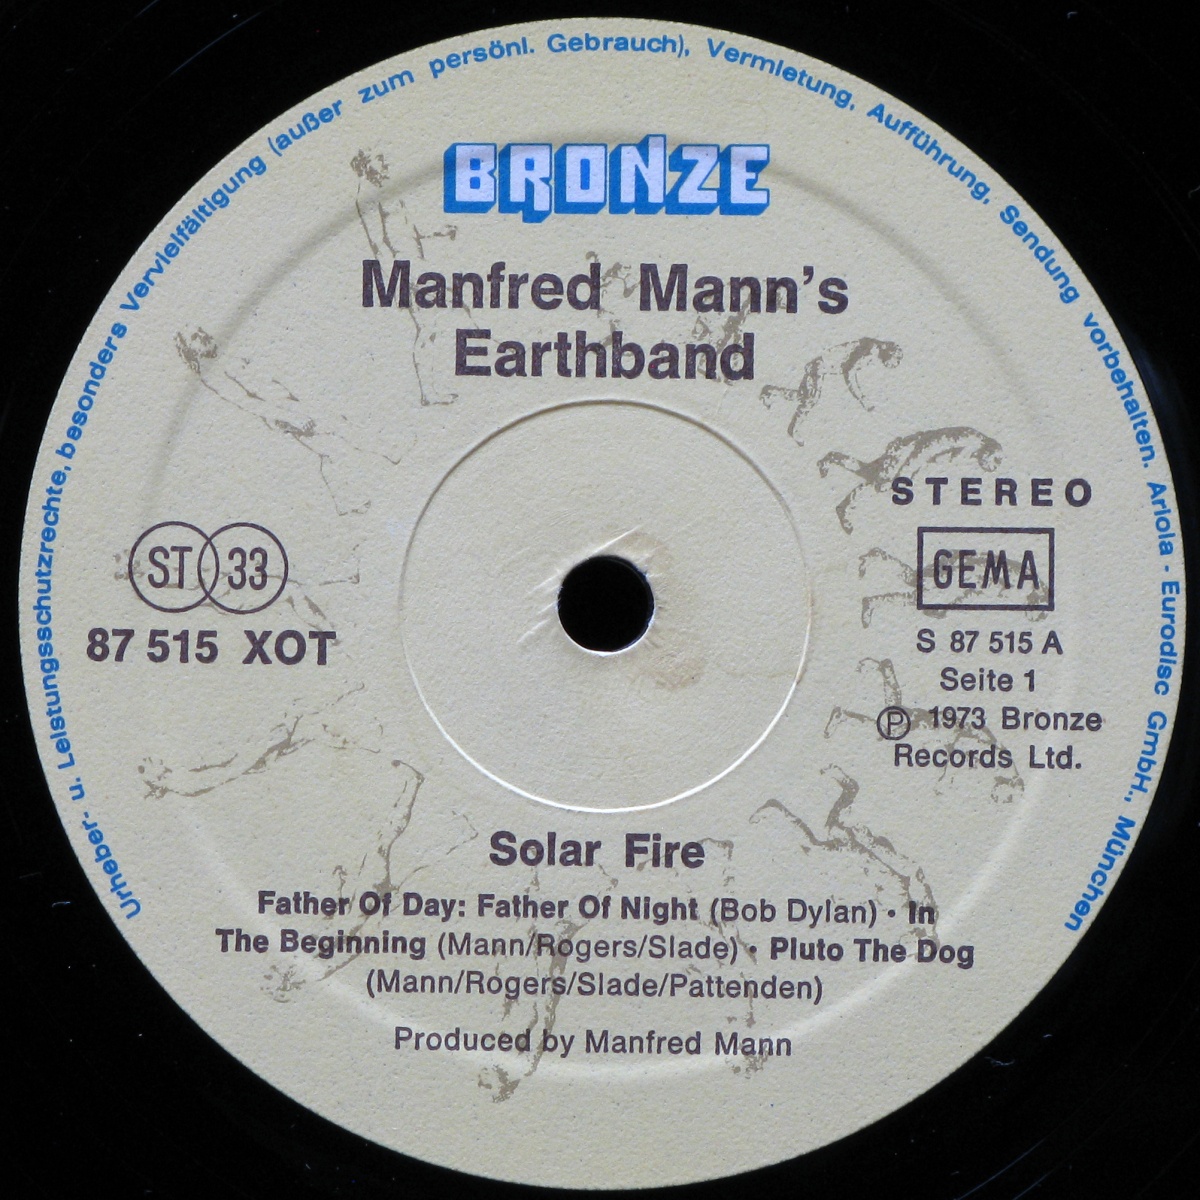 Urheber- u. Leistungsschutzrechte, besonders Vervielfältigung (außer zum persönl. Gebrauch), Vermietung, Aufführung, Sendung vorbehalten. Ariola - Eurodisc GmbH., München
BRONZE
Manfred Mann's
Earthband
STEREO
ST 33
GEMA
87 515 XOT
S 87 515 A
Seite 1
Ⓟ 1973 Bronze
Records Ltd.
Solar Fire
Father Of Day: Father Of Night (Bob Dylan) • In
The Beginning (Mann/Rogers/Slade) • Pluto The Dog
(Mann/Rogers/Slade/Pattenden)
Produced by Manfred Mann